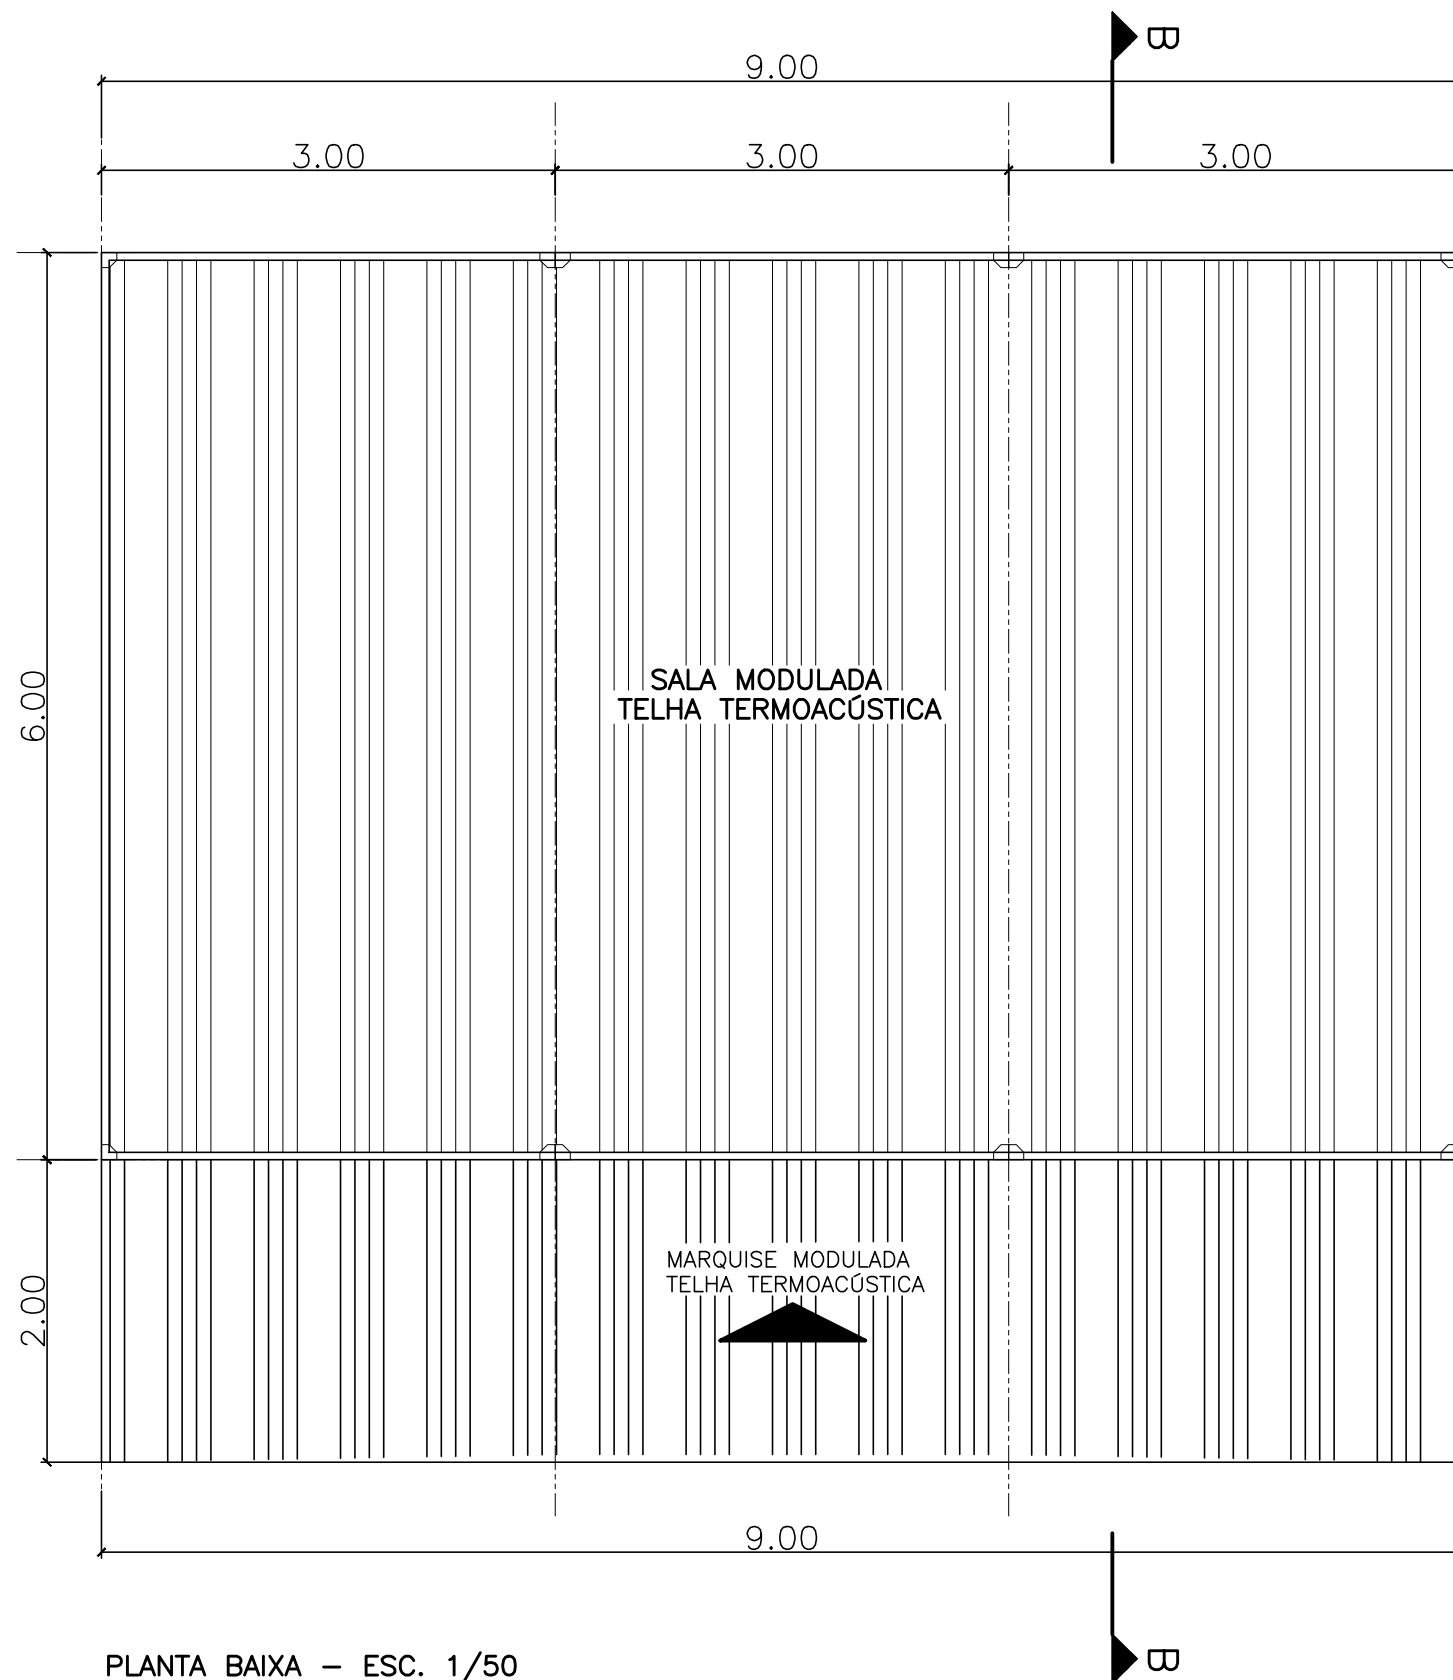 B
9.00
3.00 3.00 3.00
6.00
SALA MODULADA
TELHA TERMOACÚSTICA
2.00
MARQUISE MODULADA
TELHA TERMOACÚSTICA
9.00
B
PLANTA BAIXA – ESC. 1/50